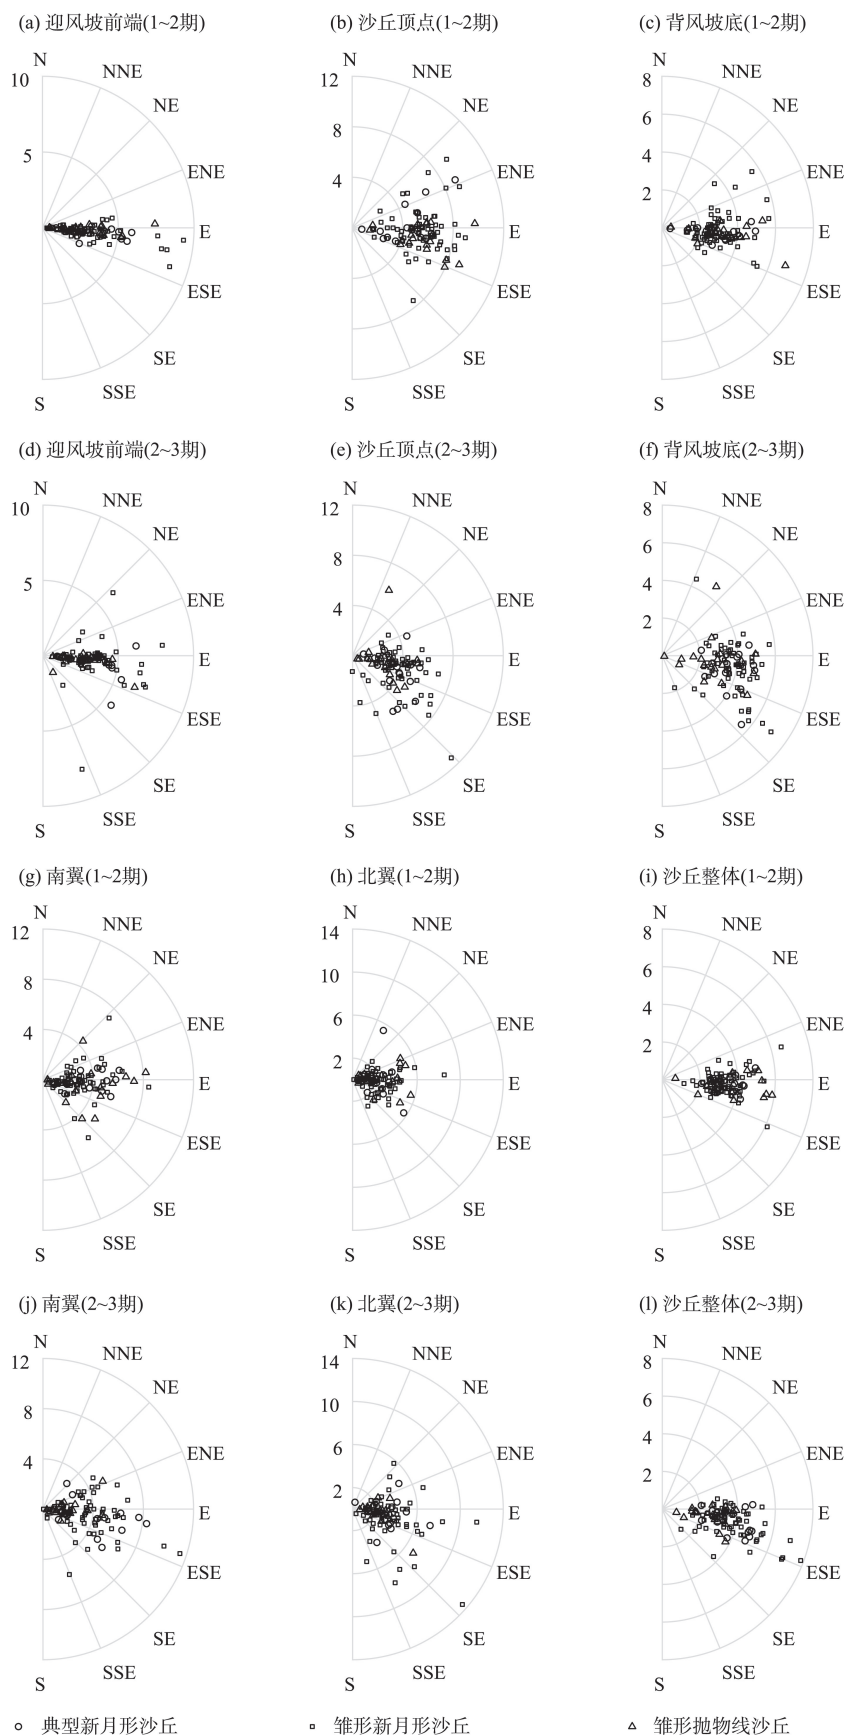 (a) 迎风坡前端(1~2期) (b) 沙丘顶点(1~2期) (c) 背风坡底(1~2期)
N N N
10 NNE 12 NNE 8 NNE
NE NE 6 NE
8
5 ENE ENE 4 ENE
4 2
E E E
ESE ESE ESE
SE SE SE
SSE SSE SSE
S S S
(d) 迎风坡前端(2~3期) (e) 沙丘顶点(2~3期) (f) 背风坡底(2~3期)
N N N
10 NNE 12 NNE 8 NNE
NE NE 6 NE
8
5 ENE ENE 4 ENE
4 2
E E E
ESE ESE ESE
SE SE SE
SSE SSE SSE
S S S
(g) 南翼(1~2期) (h) 北翼(1~2期) (i) 沙丘整体(1~2期)
N N N
12 NNE 14 NNE 8 NNE
NE NE 6 NE
8 10
ENE 6 ENE 4 ENE
4 2 2
E E E
ESE ESE ESE
SE SE SE
SSE SSE SSE
S S S
(j) 南翼(2~3期) (k) 北翼(2~3期) (l) 沙丘整体(2~3期)
N N N
12 NNE 14 NNE 8 NNE
NE NE 6 NE
8 10
ENE 6 ENE 4 ENE
4 2 2
E E E
ESE ESE ESE
SE SE SE
SSE SSE SSE
S S S
典型新月形沙丘 雏形新月形沙丘 雏形抛物线沙丘